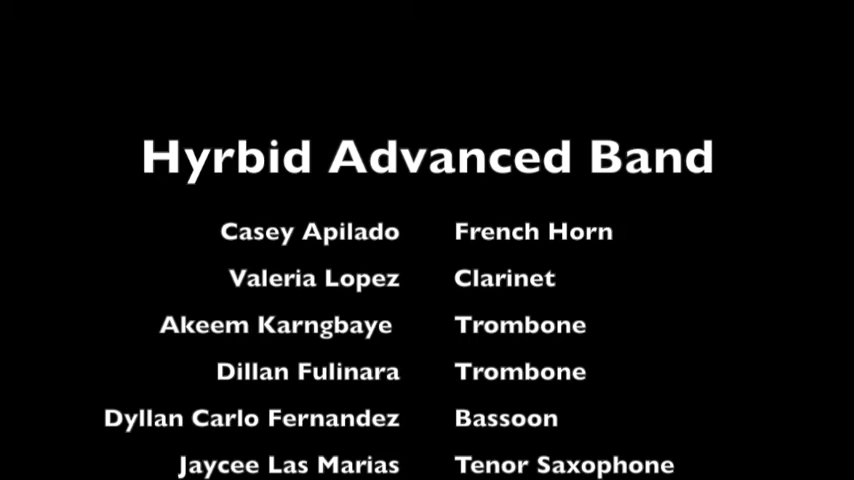 Hyrbid Advanced Band
Casey Apilado French Horn
Valeria Lopez Clarinet
Akeem Karngbaye Trombone
Dillan Fulinara Trombone
Dyllan Carlo Fernandez Bassoon
Jaycee Las Marias Tenor Saxophone